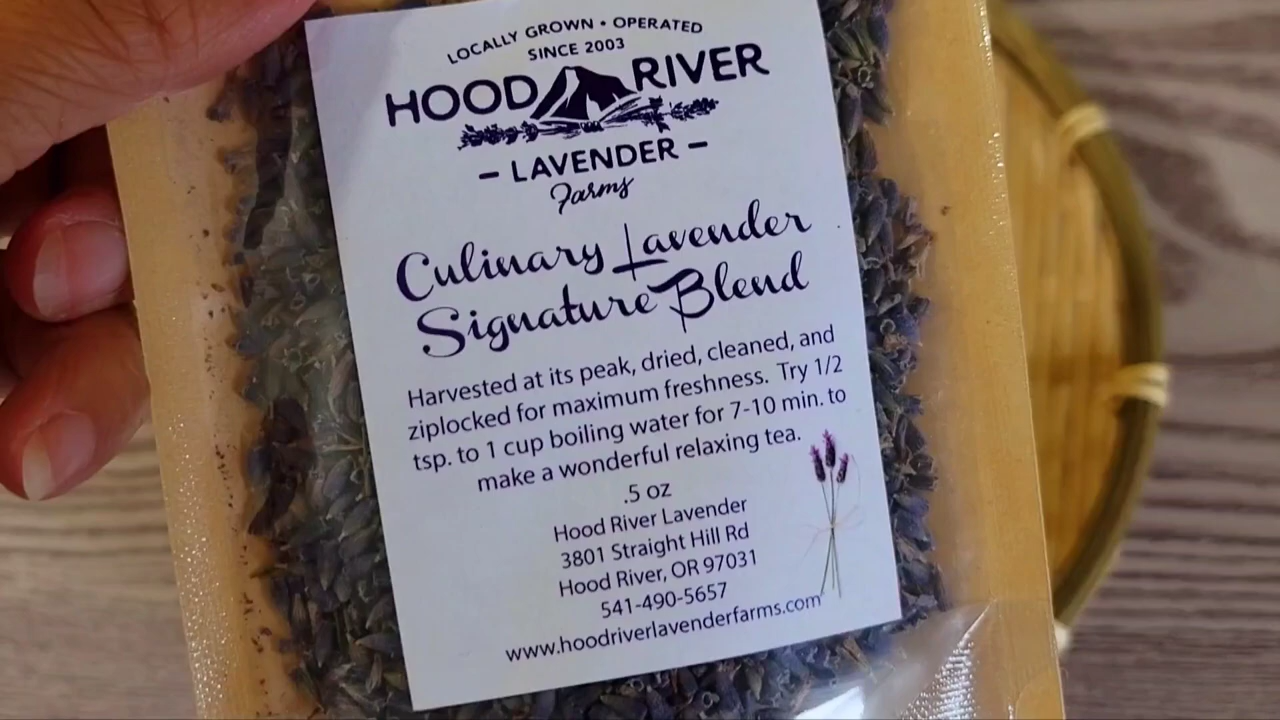 LOCALLY GROWN • OPERATED
SINCE 2003
HOOD RIVER
– LAVENDER –
Farms
Culinary Lavender
Signature Blend
Harvested at its peak, dried, cleaned, and
ziplocked for maximum freshness. Try 1/2
tsp. to 1 cup boiling water for 7-10 min. to
make a wonderful relaxing tea.
.5 oz
Hood River Lavender
3801 Straight Hill Rd
Hood River, OR 97031
541-490-5657
www.hoodriverlavenderfarms.com